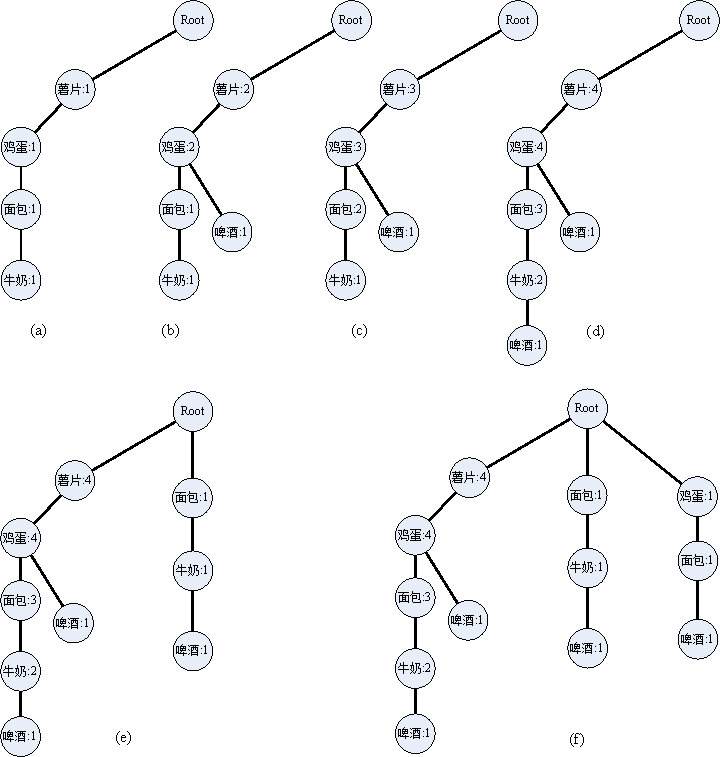 Root
薯片:1
鸡蛋:1
面包:1
牛奶:1
(a)
Root
薯片:2
鸡蛋:2
面包:1
啤酒:1
牛奶:1
(b)
Root
薯片:3
鸡蛋:3
面包:2
啤酒:1
牛奶:1
(c)
Root
薯片:4
鸡蛋:4
面包:3
啤酒:1
牛奶:2
啤酒:1
(d)
Root
薯片:4
面包:1
鸡蛋:4
牛奶:1
面包:3
啤酒:1
啤酒:1
牛奶:2
啤酒:1
(e)
Root
薯片:4
面包:1
鸡蛋:1
鸡蛋:4
牛奶:1
面包:1
面包:3
啤酒:1
啤酒:1
啤酒:1
牛奶:2
啤酒:1
(f)